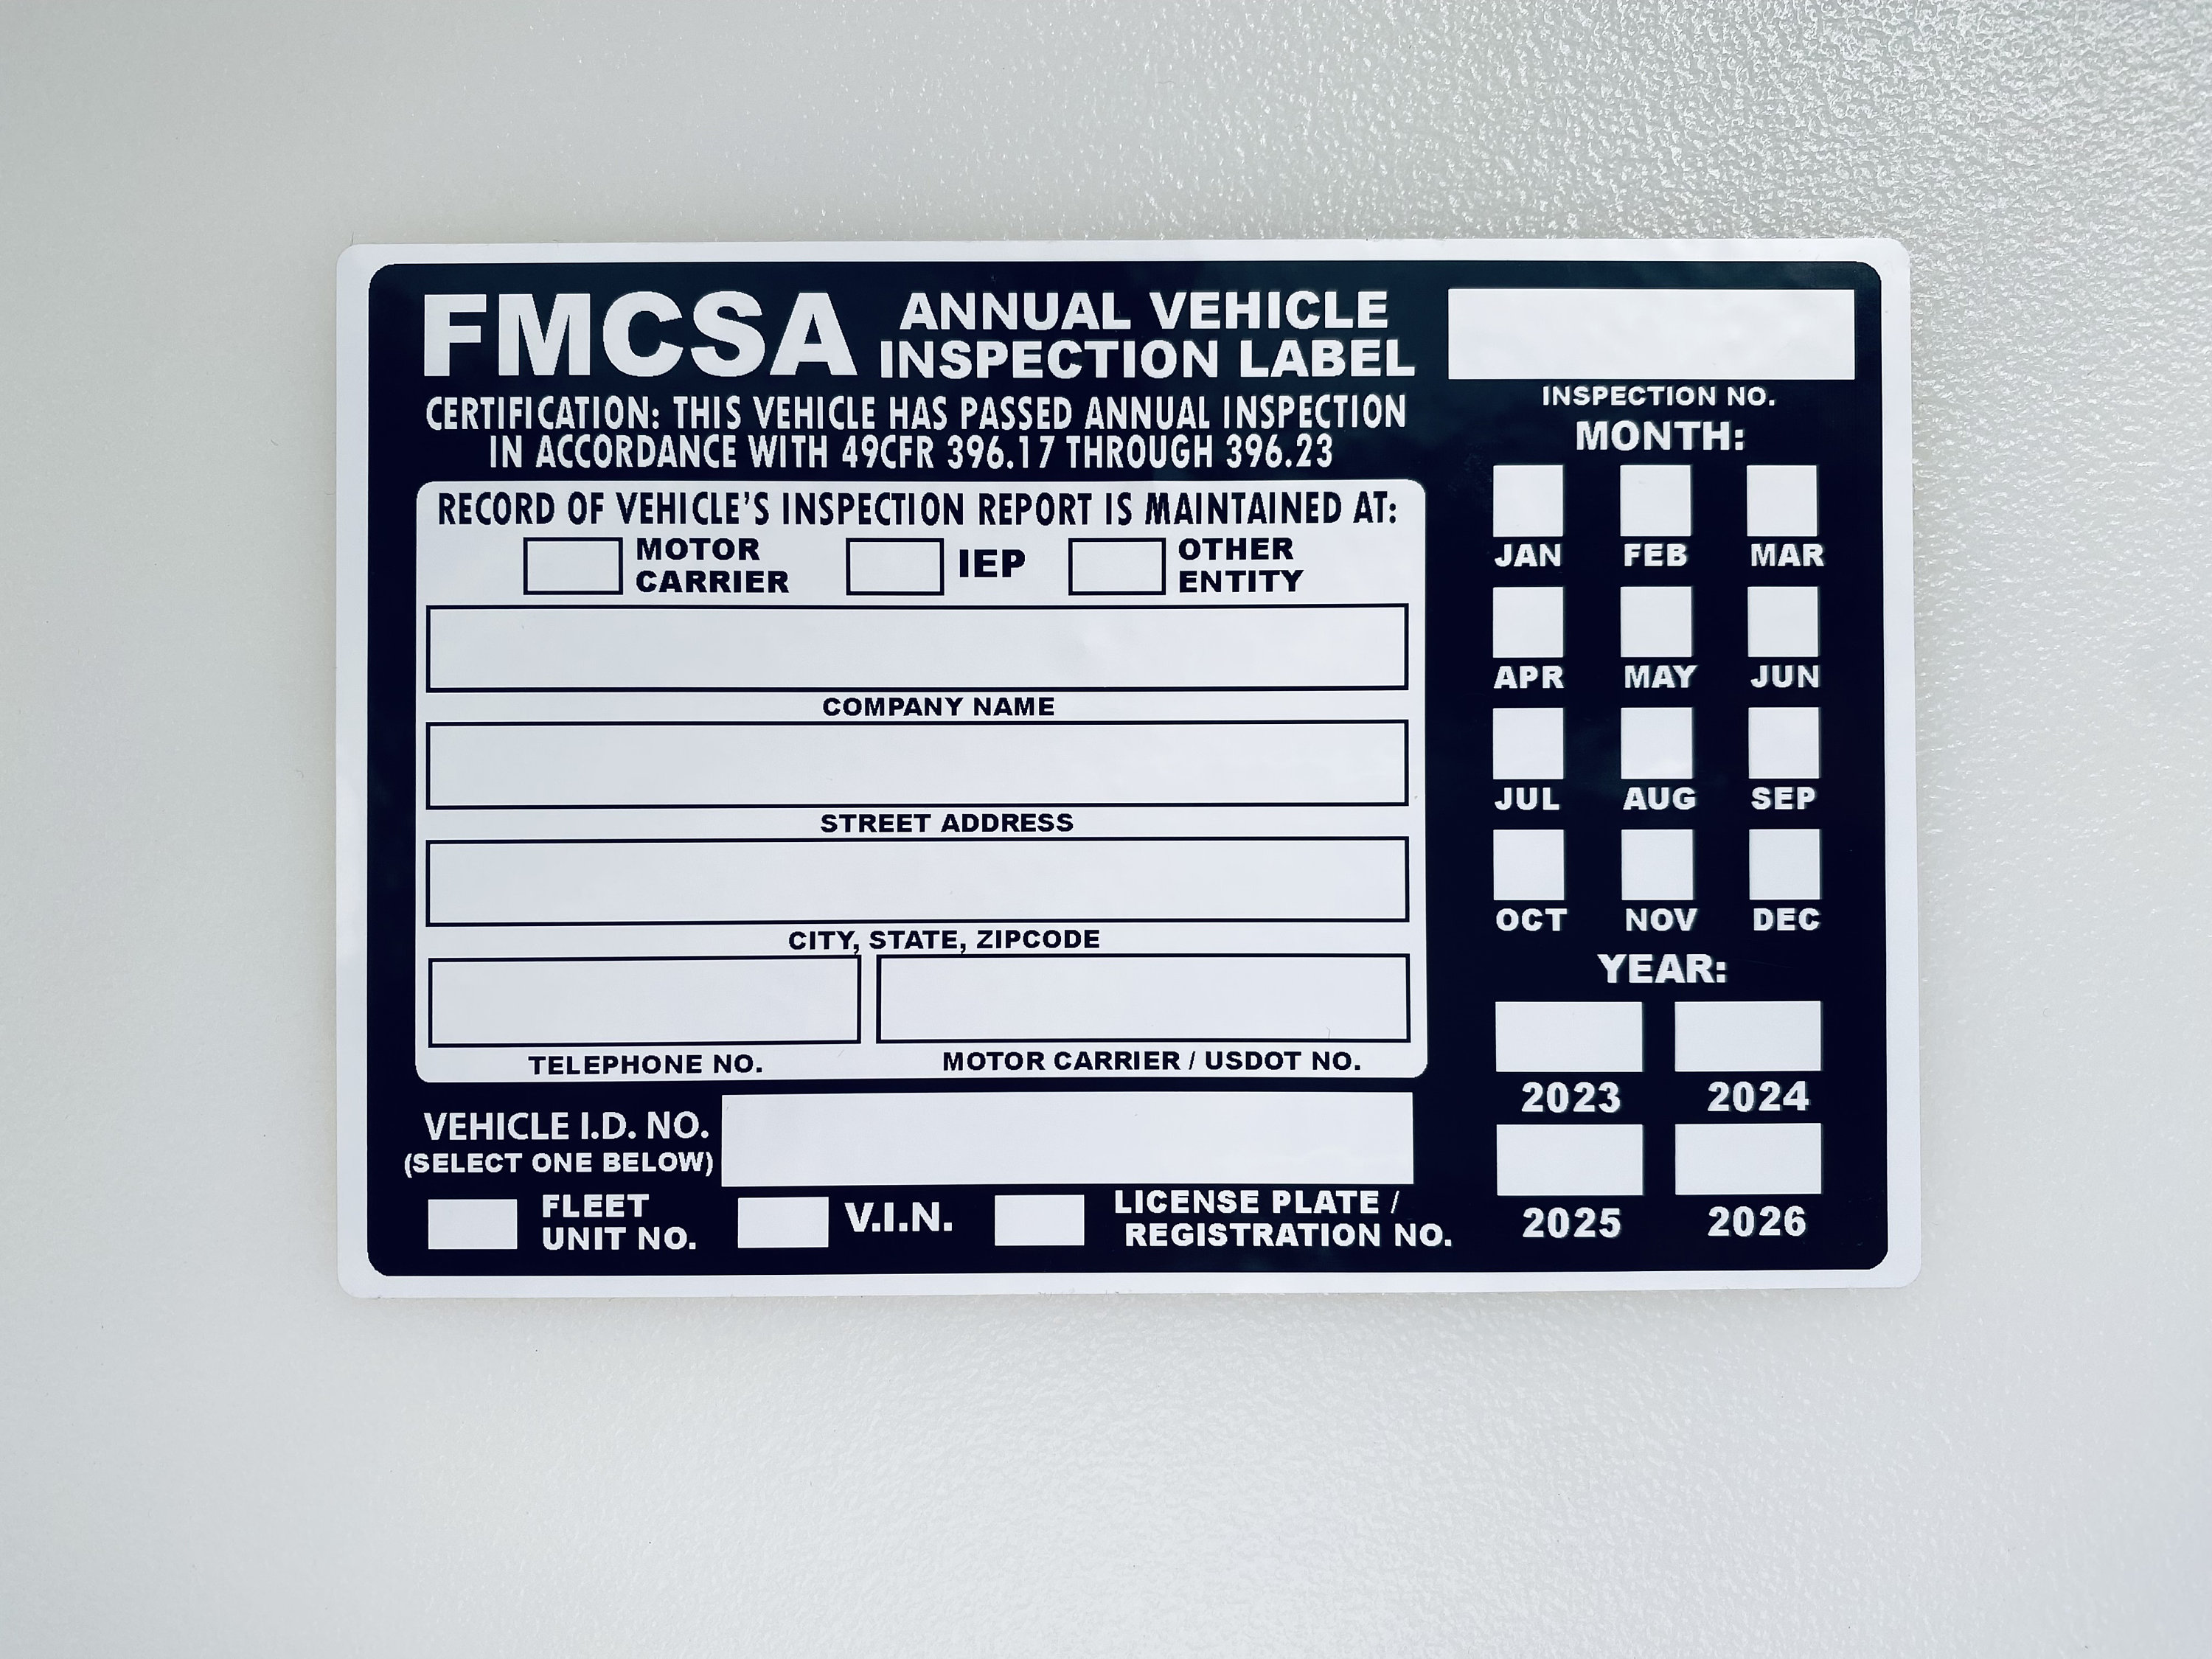 FMCSA
ANNUAL VEHICLE
INSPECTION LABEL
CERTIFICATION: THIS VEHICLE HAS PASSED ANNUAL INSPECTION
IN ACCORDANCE WITH 49CFR 396.17 THROUGH 396.23
RECORD OF VEHICLE'S INSPECTION REPORT IS MAINTAINED AT:
MOTOR
CARRIER
IEP
OTHER
ENTITY
COMPANY NAME
STREET ADDRESS
CITY, STATE, ZIPCODE
TELEPHONE NO.
MOTOR CARRIER / USDOT NO.
VEHICLE I.D. NO.
(SELECT ONE BELOW)
FLEET
UNIT NO.
V.I.N.
LICENSE PLATE /
REGISTRATION NO.
INSPECTION NO.
MONTH:
JAN FEB MAR
APR MAY JUN
JUL AUG SEP
OCT NOV DEC
YEAR:
2023 2024
2025 2026